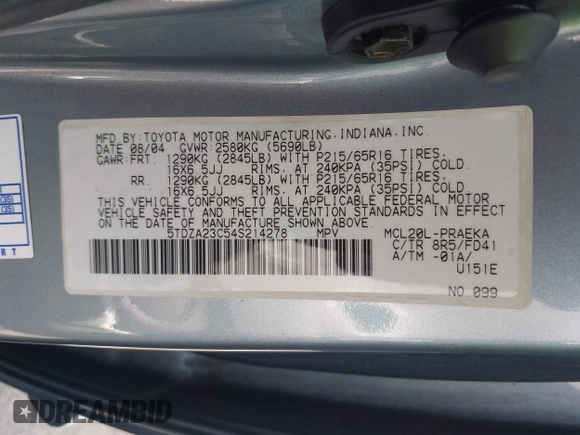 MFD.BY:TOYOTA MOTOR MANUFACTURING,INDIANA,INC.
DATE 08/04 GVWR:2580KG (5690LB)
GAWR:FRT. 1290KG (2845LB) WITH P215/65R16 TIRES,
16X6.5JJ RIMS, AT 240KPA (35PSI) COLD.
RR 1290KG (2845LB) WITH P215/65R16 TIRES,
16X6.5JJ RIMS, AT 240KPA (35PSI) COLD.
THIS VEHICLE CONFORMS TO ALL APPLICABLE FEDERAL MOTOR
VEHICLE SAFETY AND THEFT PREVENTION STANDARDS IN EFFECT
ON THE DATE OF MANUFACTURE SHOWN ABOVE.
5TDZA23C54S214278 MPV MCL20L-PRAEKA
C/TR 8R5/FD41
A/TM -01A/
U151E
NO.099
(35)
(35)
RT
DREAMBID